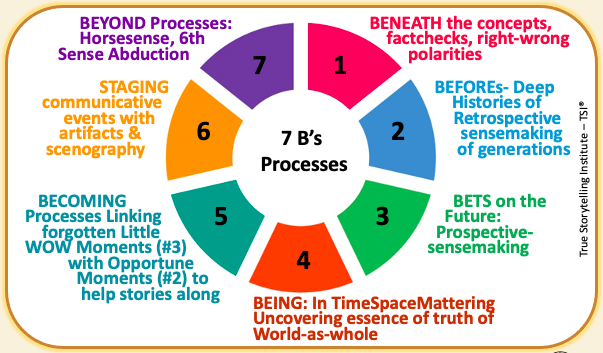 BENEATH the concepts,
factchecks, right-wrong
polarities
1
BEFOREs- Deep
Histories of
Retrospective
sensemaking
of generations
2
BETS on the
Future:
Prospective-
sensemaking
3
BEING: In TimeSpaceMattering
Uncovering essence of truth of
World-as-whole
4
BECOMING
Processes Linking
forgotten Little
WOW Moments (#3)
with Opportune
Moments (#2) to
help stories along
5
STAGING
communicative
events with
artifacts &
scenography
6
BEYOND Processes:
Horsesense, 6th
Sense Abduction
7
7 B's
Processes
True Storytelling Institute – TSI®